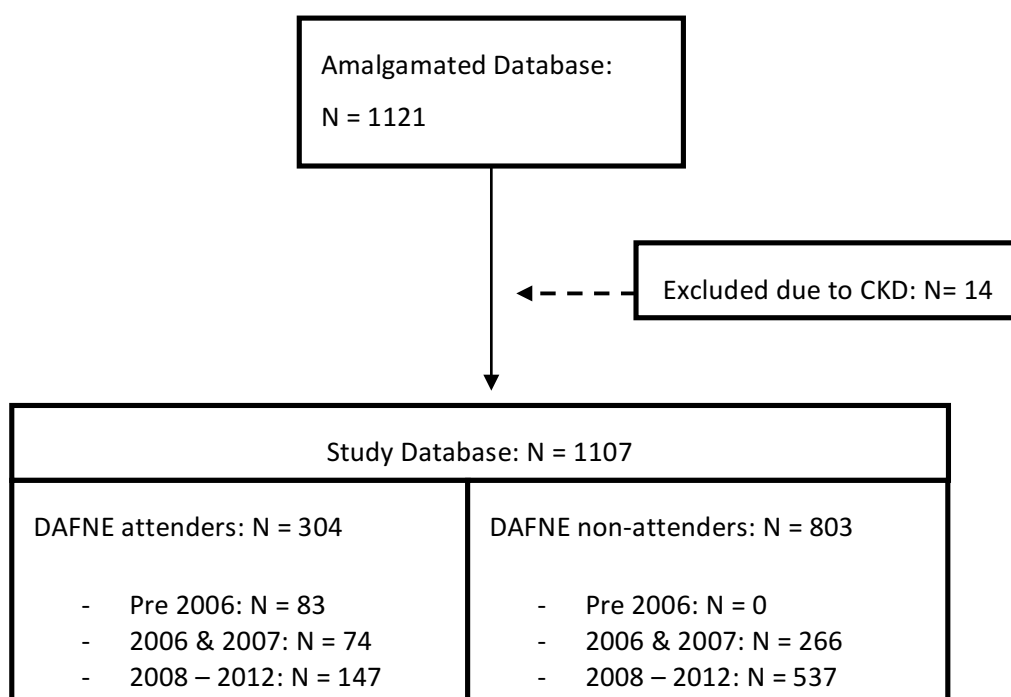 Amalgamated Database:
N = 1121
Excluded due to CKD: N= 14
Study Database: N = 1107
DAFNE attenders: N = 304
- Pre 2006: N = 83
- 2006 & 2007: N = 74
- 2008 – 2012: N = 147
DAFNE non-attenders: N = 803
- Pre 2006: N = 0
- 2006 & 2007: N = 266
- 2008 – 2012: N = 537